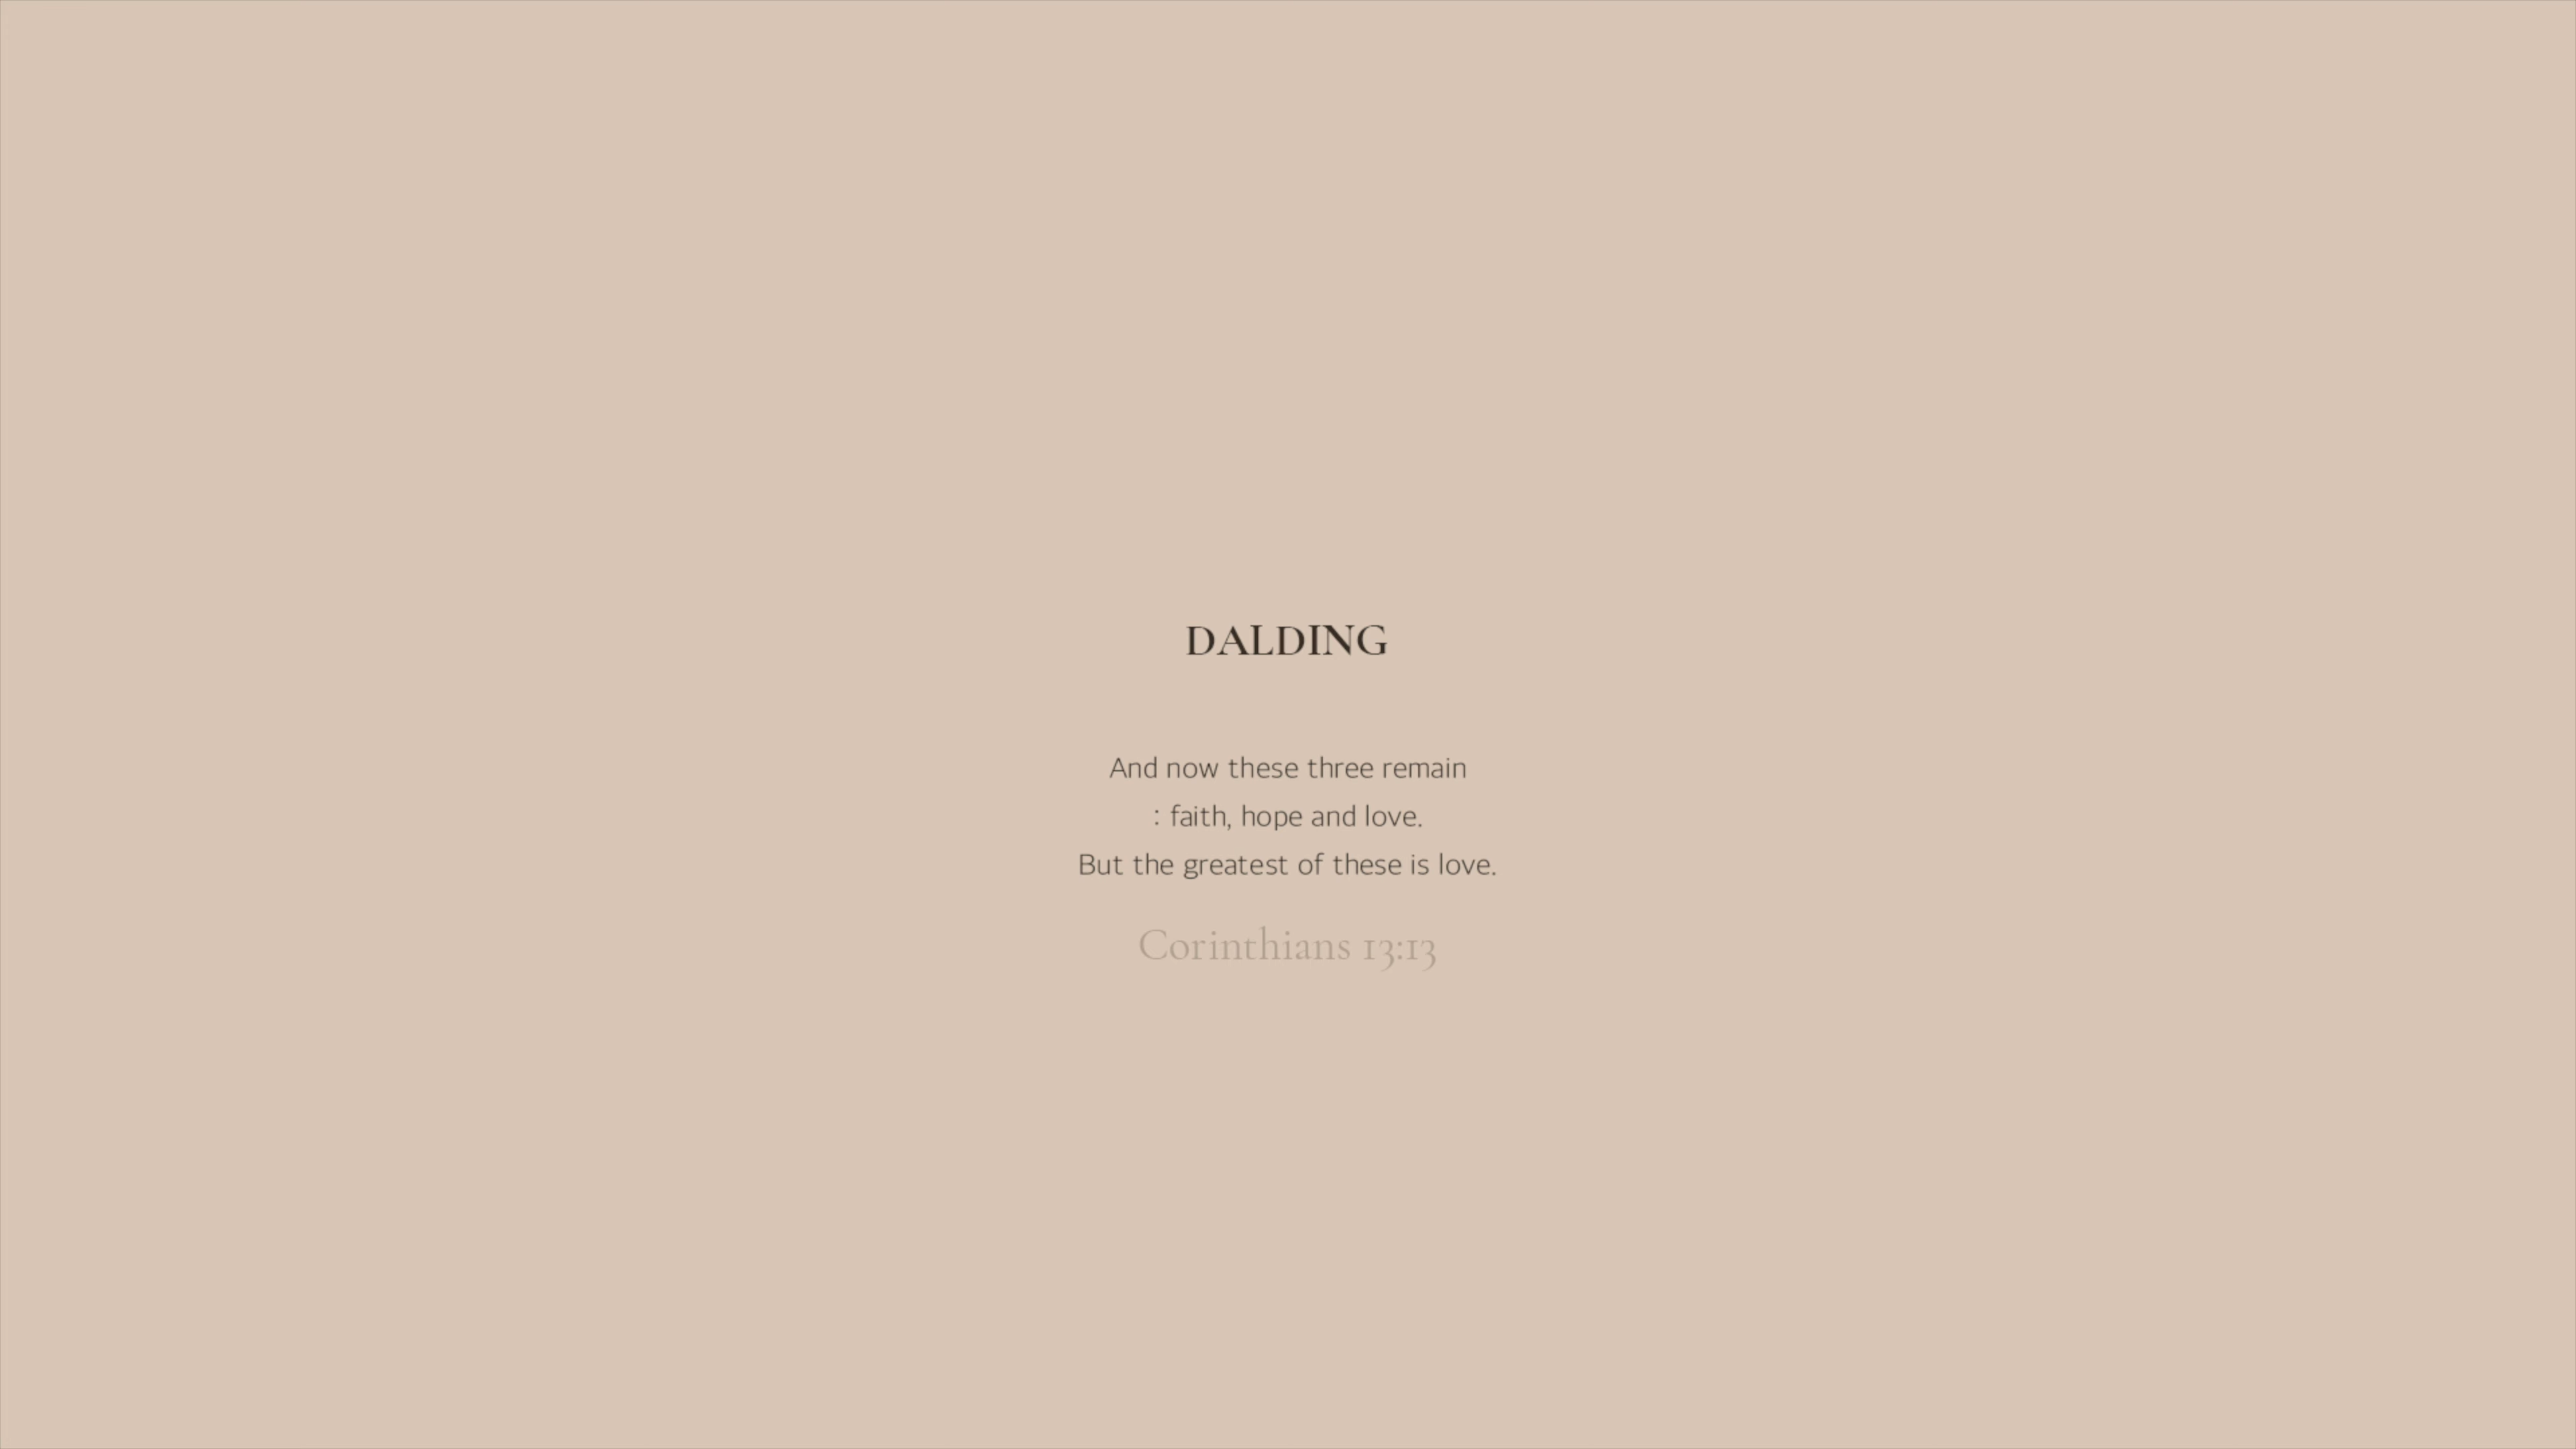 DALDING
And now these three remain
: faith, hope and love.
But the greatest of these is love.
Corinthians 13:13